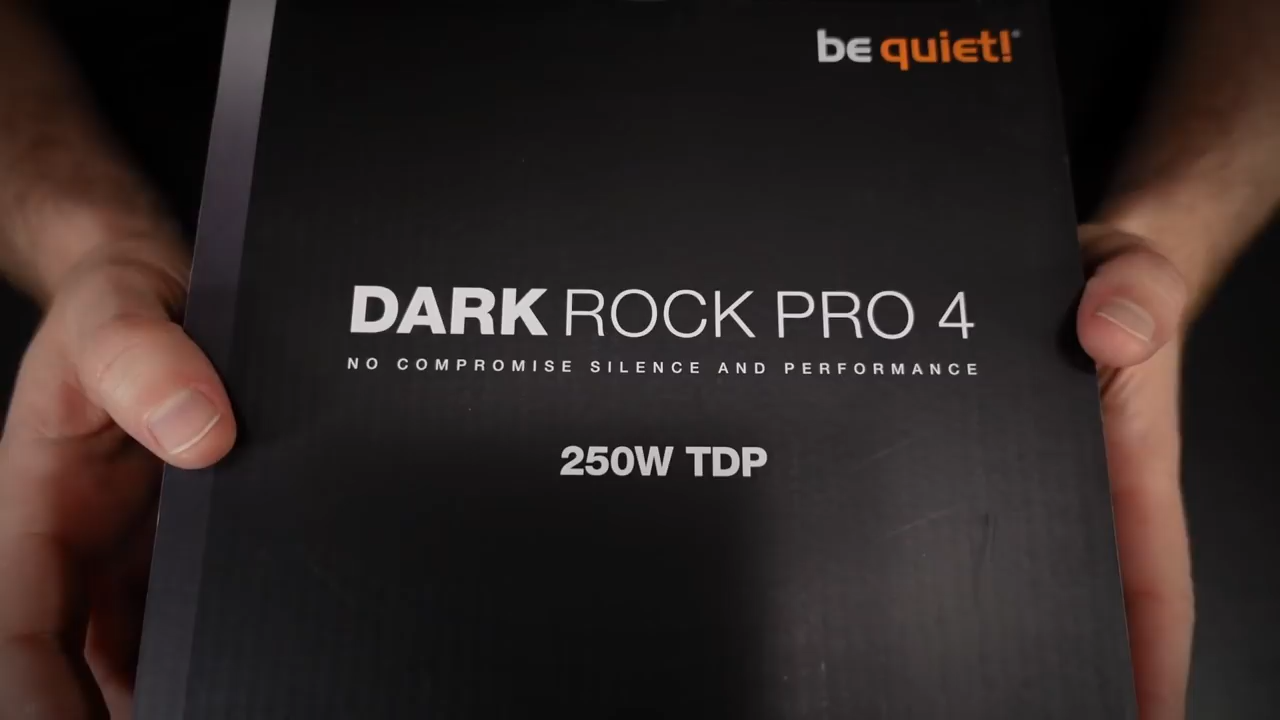 be quiet!®
DARK ROCK PRO 4
NO COMPROMISE SILENCE AND PERFORMANCE
250W TDP